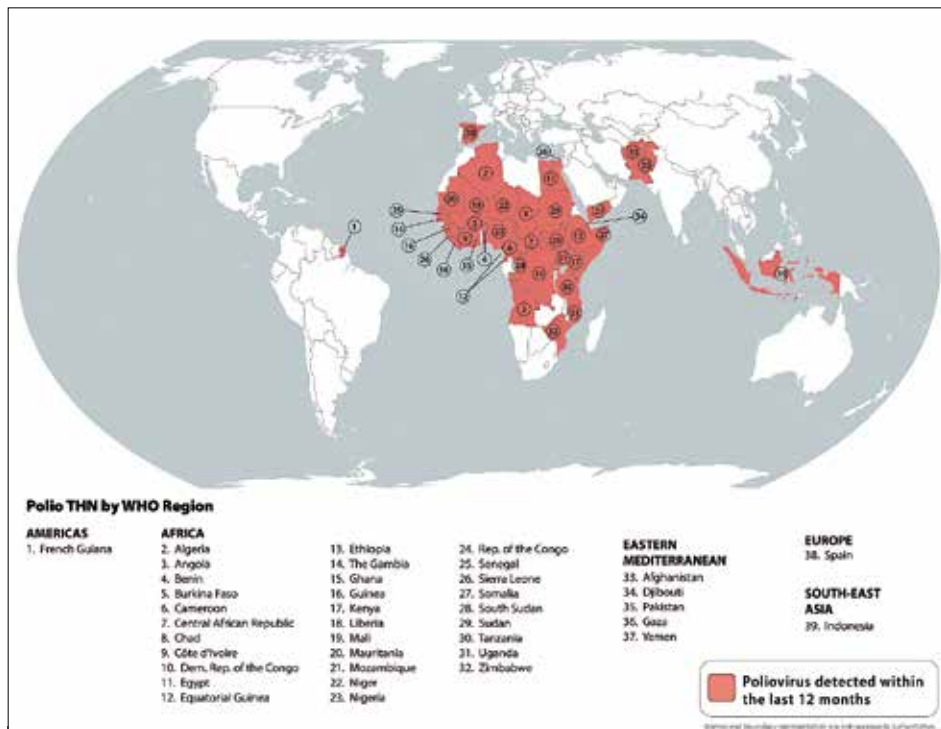 Polio THN by WHO Region
AMERICAS
1. French Guiana
AFRICA
2. Algeria
3. Angola
4. Benin
5. Burkina Faso
6. Cameroon
7. Central African Republic
8. Chad
9. Côte d'Ivoire
10. Dem. Rep. of the Congo
11. Egypt
12. Equatorial Guinea
13. Ethiopia
14. The Gambia
15. Ghana
16. Guinea
17. Kenya
18. Liberia
19. Mali
20. Mauritania
21. Mozambique
22. Niger
23. Nigeria
24. Rep. of the Congo
25. Senegal
26. Sierra Leone
27. Somalia
28. South Sudan
29. Sudan
30. Tanzania
31. Uganda
32. Zimbabwe
EASTERN
MEDITERRANEAN
33. Afghanistan
34. Djibouti
35. Pakistan
36. Gaza
37. Yemen
EUROPE
38. Spain
SOUTH-EAST
ASIA
39. Indonesia
Poliovirus detected within
the last 12 months